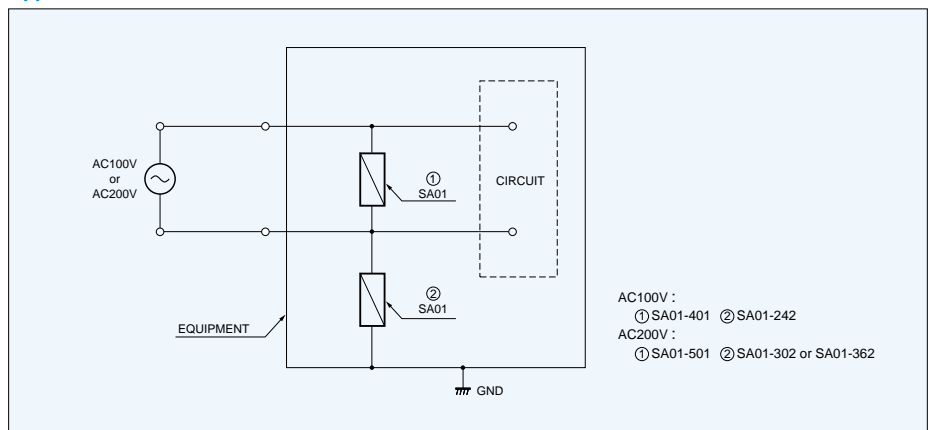 AC100V
or
AC200V
①
SA01
CIRCUIT
②
SA01
EQUIPMENT
GND
AC100V :
①SA01-401 ②SA01-242
AC200V :
①SA01-501 ②SA01-302 or SA01-362